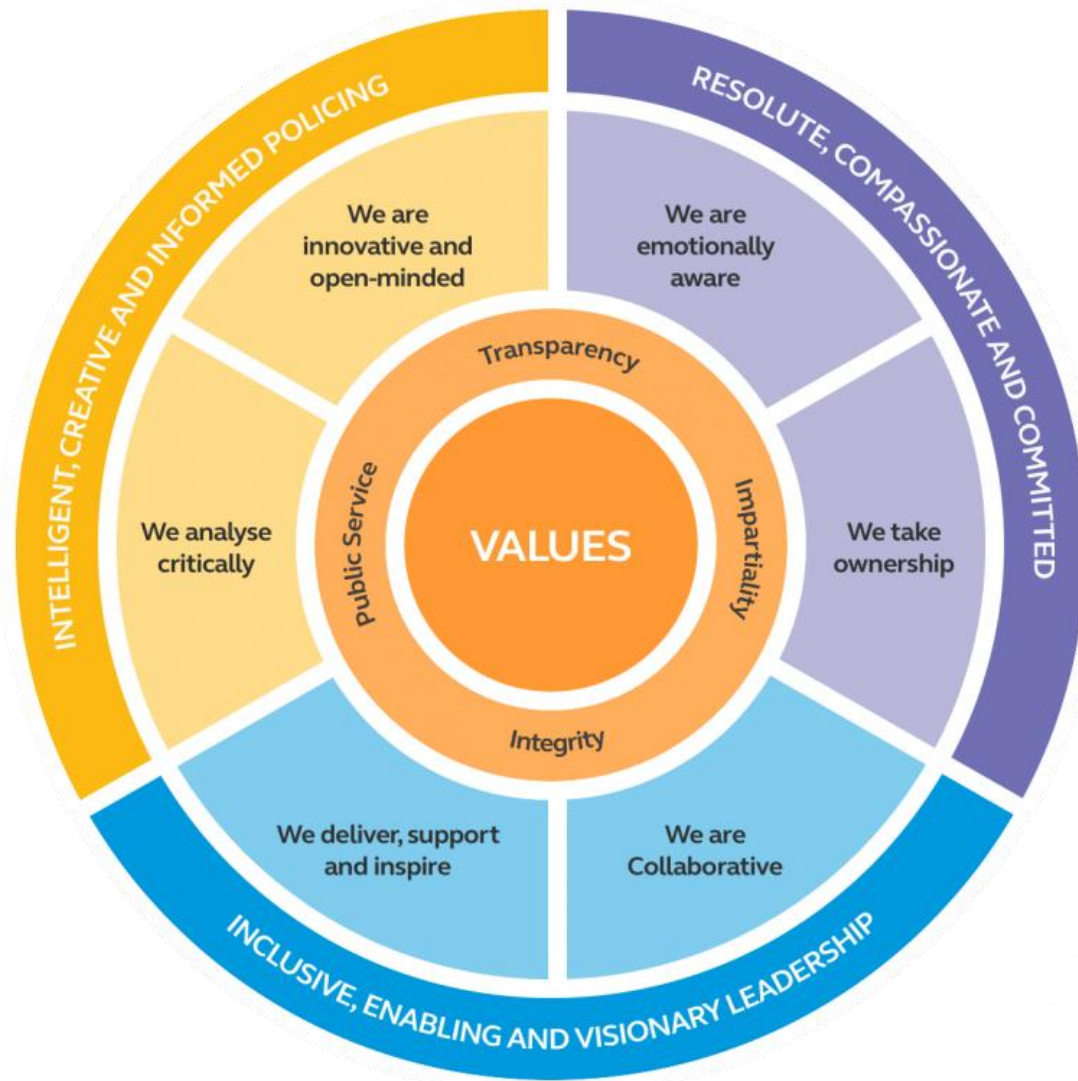 INTELLIGENT, CREATIVE AND INFORMED POLICING
RESOLUTE, COMPASSIONATE AND COMMITTED
We are
innovative and
open-minded
We are
emotionally
aware
Transparency
Public Service
VALUES
Impartiality
We analyse
critically
We take
ownership
Integrity
We deliver, support
and inspire
We are
Collaborative
INCLUSIVE, ENABLING AND VISIONARY LEADERSHIP